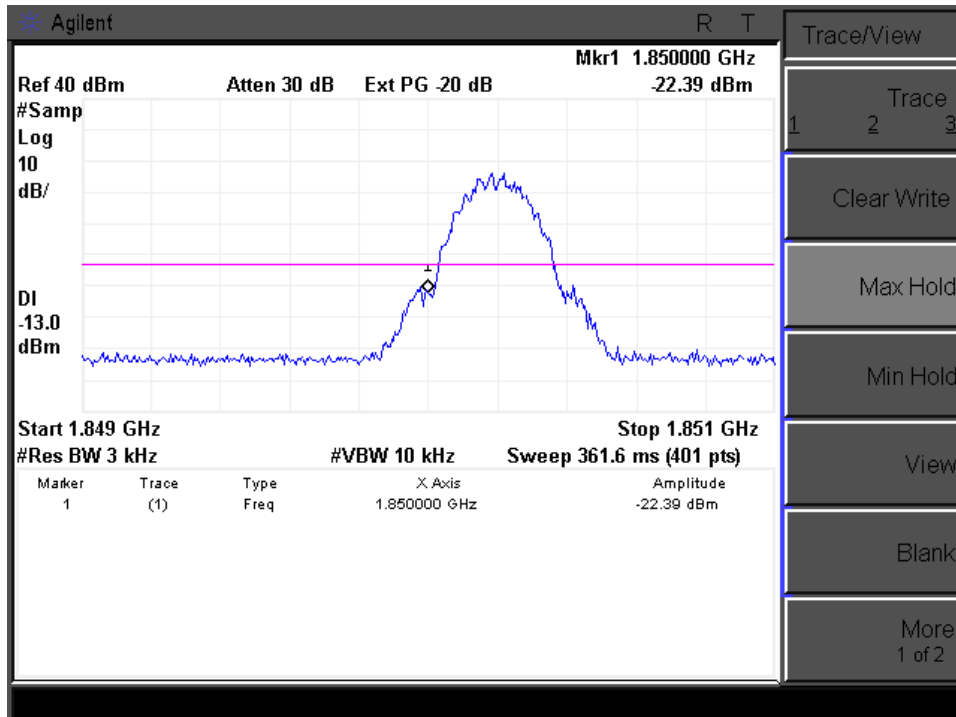 Agilent R T
Mkr1 1.850000 GHz
Ref 40 dBm Atten 30 dB Ext PG -20 dB -22.39 dBm
#Samp
Log
10
dB/
1
DI
-13.0
dBm
Start 1.849 GHz Stop 1.851 GHz
#Res BW 3 kHz #VBW 10 kHz Sweep 361.6 ms (401 pts)
Marker Trace Type X Axis Amplitude
1 (1) Freq 1.850000 GHz -22.39 dBm
Trace/View
Trace
1 2 3
Clear Write
Max Hold
Min Hold
View
Blank
More
1 of 2